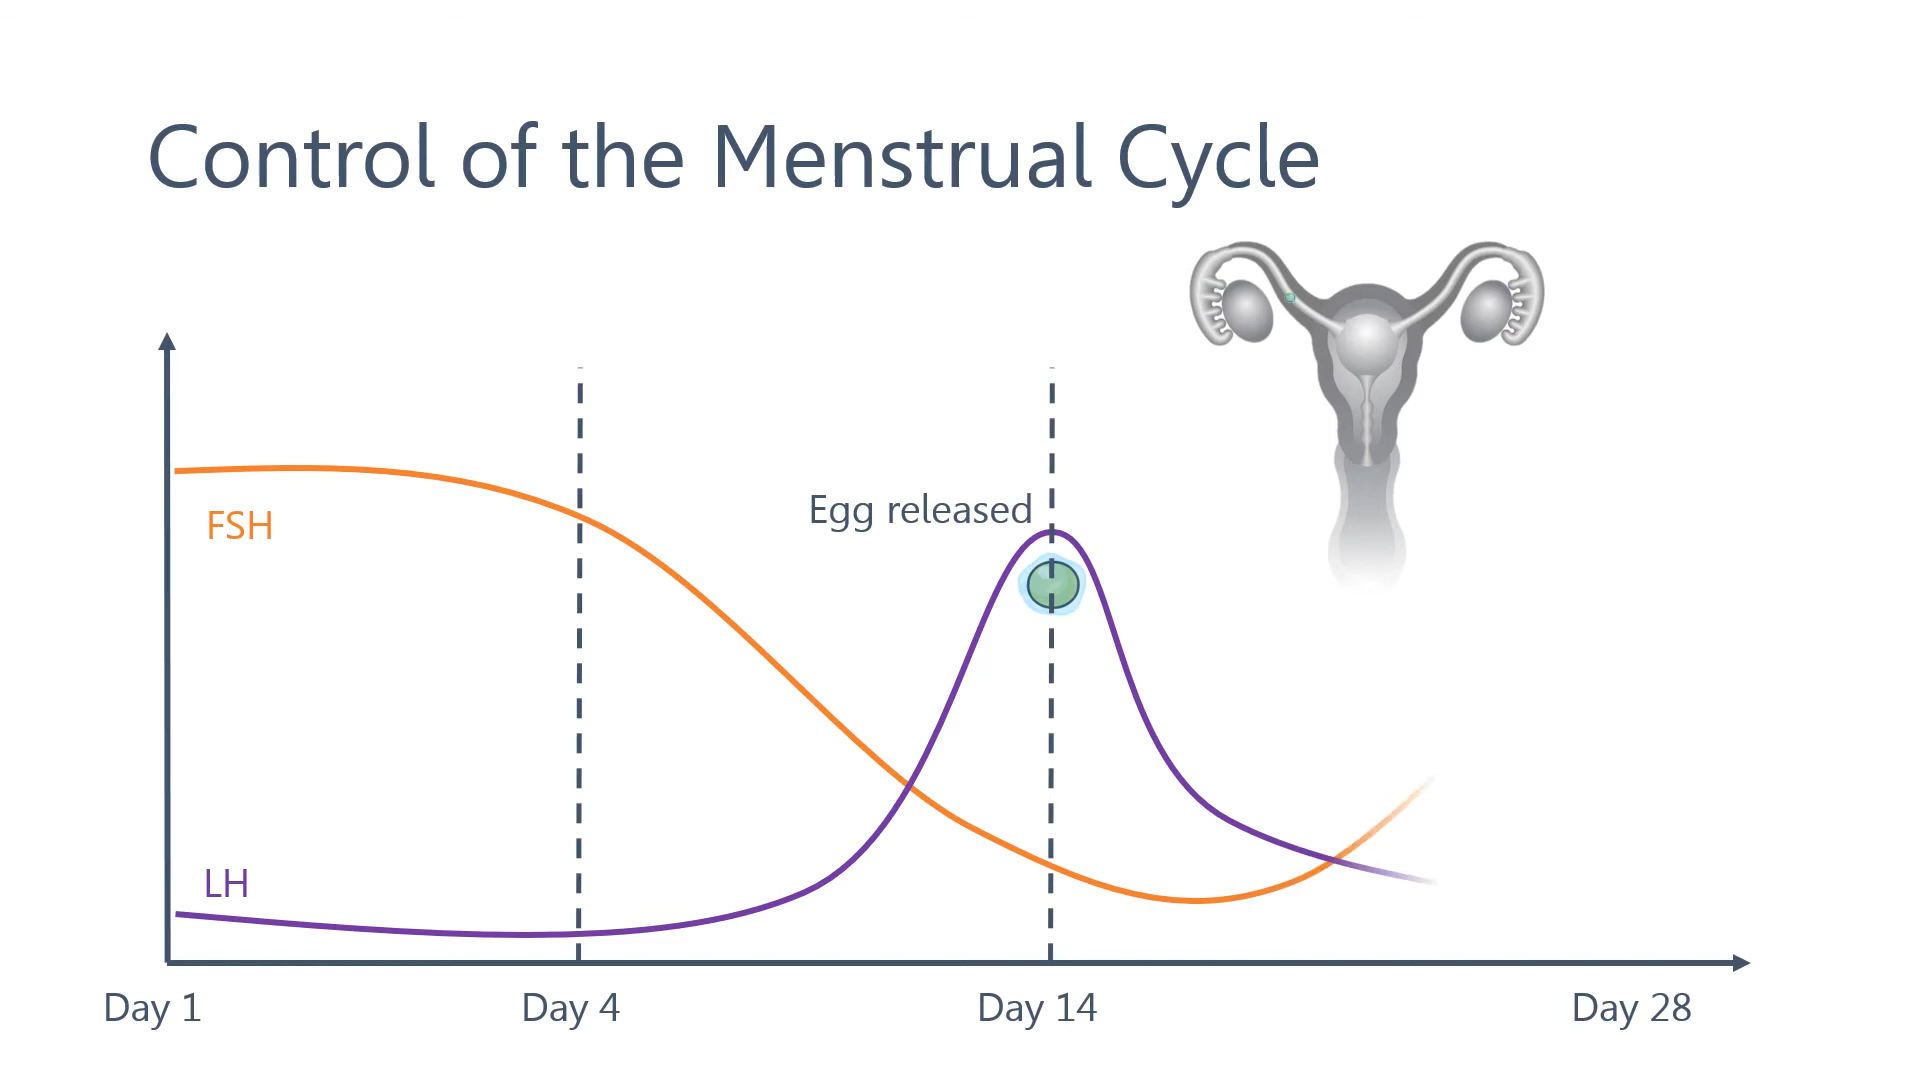 Control of the Menstrual Cycle
Egg released
FSH
LH
Day 1
Day 4
Day 14
Day 28